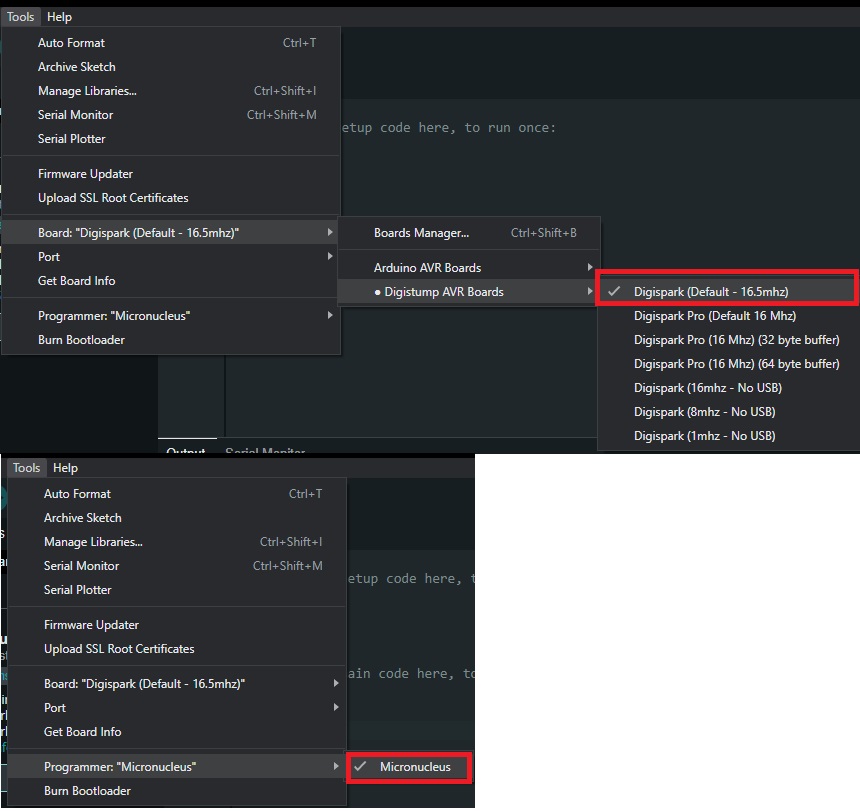 Tools Help
Auto Format Ctrl+T
Archive Sketch
Manage Libraries... Ctrl+Shift+I
Serial Monitor Ctrl+Shift+M
Serial Plotter
etup code here, to run once:
Firmware Updater
Upload SSL Root Certificates
Board: "Digispark (Default - 16.5mhz)"
Port
Get Board Info
Programmer: "Micronucleus"
Burn Bootloader
Boards Manager... Ctrl+Shift+B
Arduino AVR Boards
● Digistump AVR Boards
✓ Digispark (Default - 16.5mhz)
Digispark Pro (Default 16 Mhz)
Digispark Pro (16 Mhz) (32 byte buffer)
Digispark Pro (16 Mhz) (64 byte buffer)
Digispark (16mhz - No USB)
Digispark (8mhz - No USB)
Digispark (1mhz - No USB)
Output Serial Monitor
Tools Help
Auto Format Ctrl+T
Archive Sketch
Manage Libraries... Ctrl+Shift+I
Serial Monitor Ctrl+Shift+M
Serial Plotter
etup code here, t
Firmware Updater
Upload SSL Root Certificates
Board: "Digispark (Default - 16.5mhz)"
Port
Get Board Info
ain code here, to
Programmer: "Micronucleus"
Burn Bootloader
✓ Micronucleus